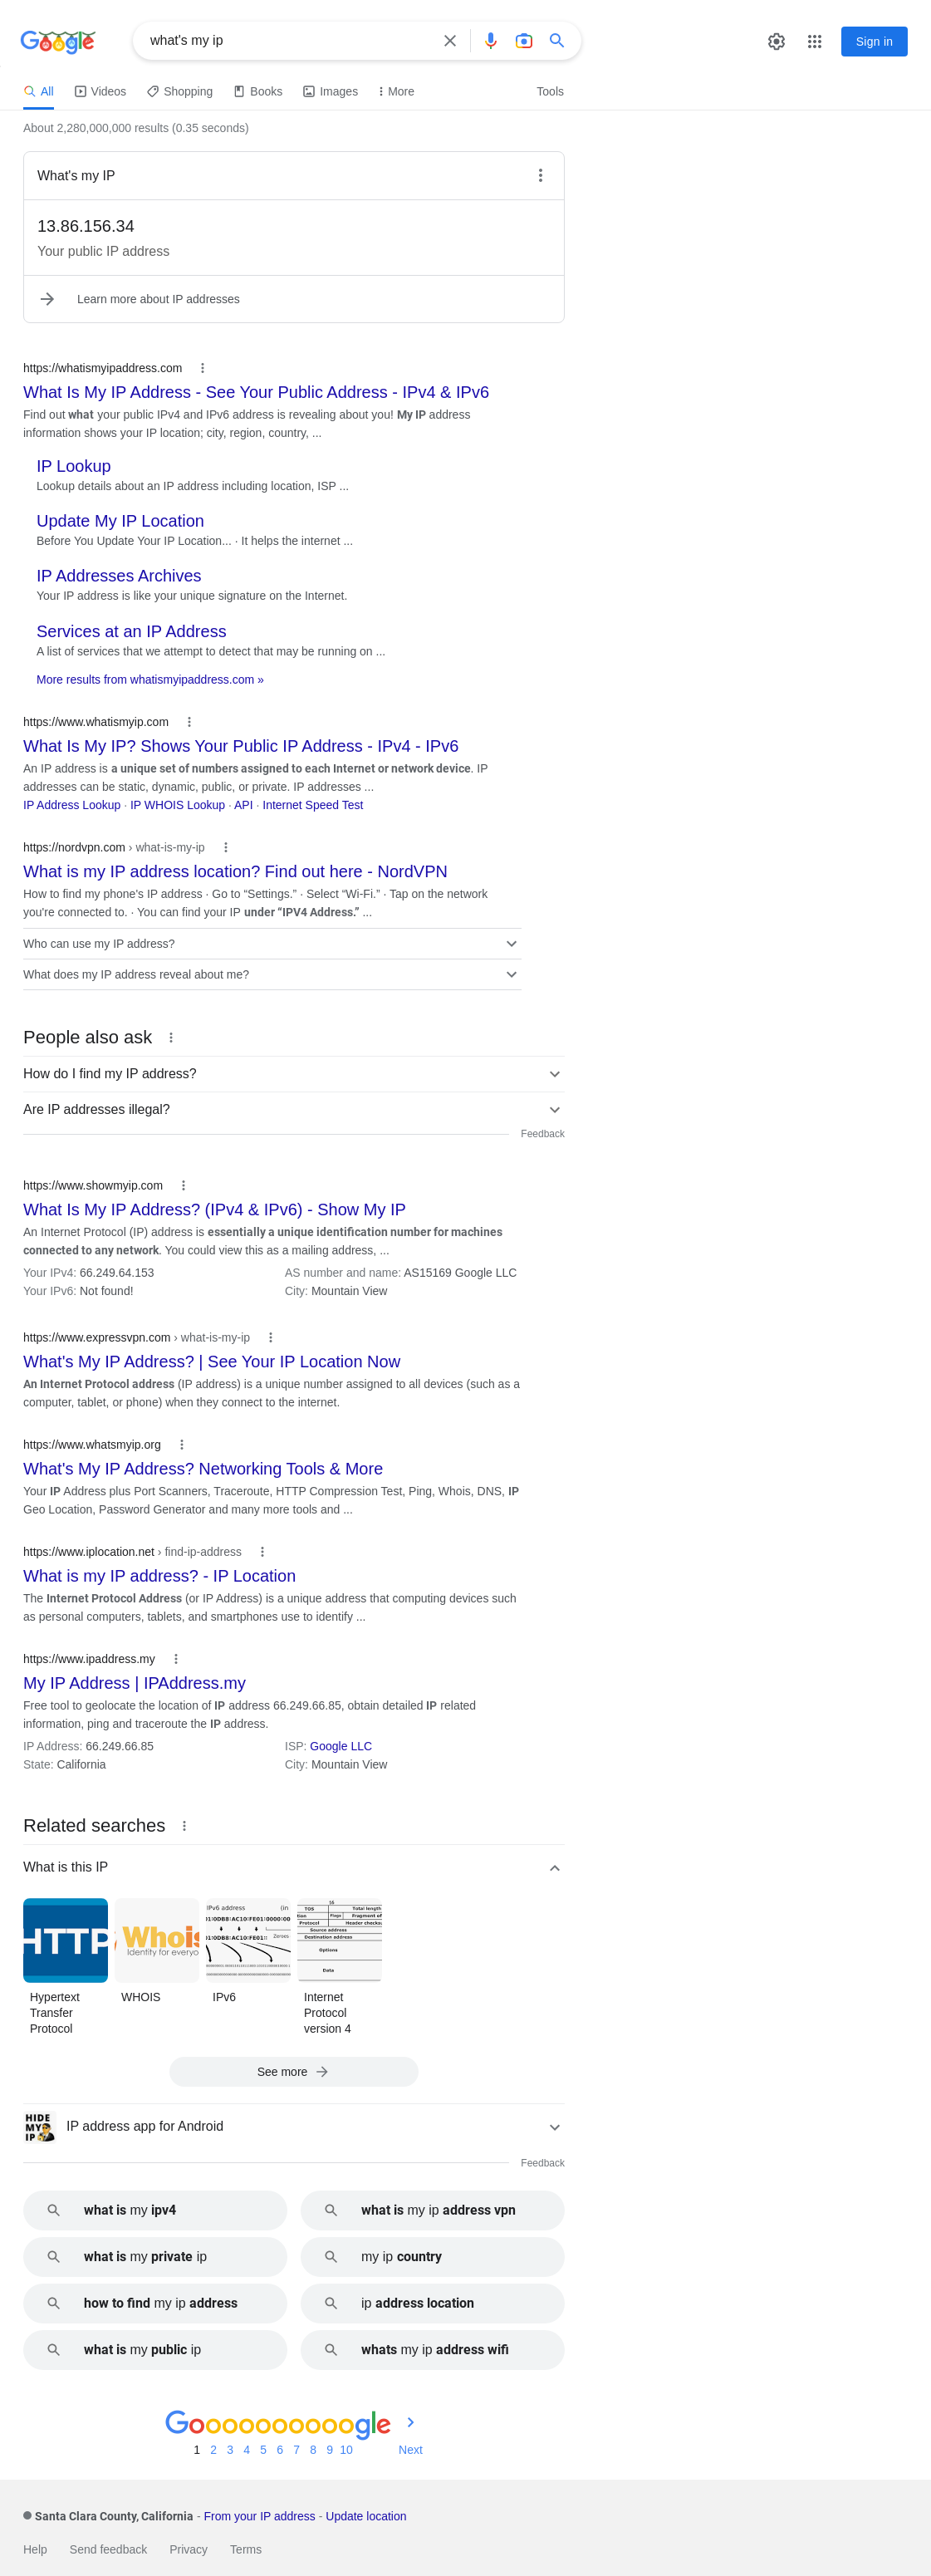 Google
what's my ip
Sign in
All
Videos
Shopping
Books
Images
More
Tools
About 2,280,000,000 results (0.35 seconds)
What's my IP
13.86.156.34
Your public IP address
Learn more about IP addresses
https://whatismyipaddress.com
What Is My IP Address - See Your Public Address - IPv4 & IPv6
Find out what your public IPv4 and IPv6 address is revealing about you! My IP address
information shows your IP location; city, region, country, ...
IP Lookup
Lookup details about an IP address including location, ISP ...
Update My IP Location
Before You Update Your IP Location... · It helps the internet ...
IP Addresses Archives
Your IP address is like your unique signature on the Internet.
Services at an IP Address
A list of services that we attempt to detect that may be running on ...
More results from whatismyipaddress.com »
https://www.whatismyip.com
What Is My IP? Shows Your Public IP Address - IPv4 - IPv6
An IP address is a unique set of numbers assigned to each Internet or network device. IP
addresses can be static, dynamic, public, or private. IP addresses ...
IP Address Lookup · IP WHOIS Lookup · API · Internet Speed Test
https://nordvpn.com › what-is-my-ip
What is my IP address location? Find out here - NordVPN
How to find my phone's IP address · Go to “Settings.” · Select “Wi-Fi.” · Tap on the network
you're connected to. · You can find your IP under “IPV4 Address.” ...
Who can use my IP address?
What does my IP address reveal about me?
People also ask
How do I find my IP address?
Are IP addresses illegal?
Feedback
https://www.showmyip.com
What Is My IP Address? (IPv4 & IPv6) - Show My IP
An Internet Protocol (IP) address is essentially a unique identification number for machines
connected to any network. You could view this as a mailing address, ...
Your IPv4: 66.249.64.153
AS number and name: AS15169 Google LLC
Your IPv6: Not found!
City: Mountain View
https://www.expressvpn.com › what-is-my-ip
What's My IP Address? | See Your IP Location Now
An Internet Protocol address (IP address) is a unique number assigned to all devices (such as a
computer, tablet, or phone) when they connect to the internet.
https://www.whatsmyip.org
What's My IP Address? Networking Tools & More
Your IP Address plus Port Scanners, Traceroute, HTTP Compression Test, Ping, Whois, DNS, IP
Geo Location, Password Generator and many more tools and ...
https://www.iplocation.net › find-ip-address
What is my IP address? - IP Location
The Internet Protocol Address (or IP Address) is a unique address that computing devices such
as personal computers, tablets, and smartphones use to identify ...
https://www.ipaddress.my
My IP Address | IPAddress.my
Free tool to geolocate the location of IP address 66.249.66.85, obtain detailed IP related
information, ping and traceroute the IP address.
IP Address: 66.249.66.85
ISP: Google LLC
State: California
City: Mountain View
Related searches
What is this IP
HTTP
Whois
Identity for everyo
IPv6 address (in
Zeroes
16
TOS Total length
Flags Fragment of
Protocol Header checksu
Source address
Destination address
Options
Data
Hypertext
Transfer
Protocol
WHOIS
IPv6
Internet
Protocol
version 4
See more
HIDE
MY
IP
IP address app for Android
Feedback
what is my ipv4
what is my ip address vpn
what is my private ip
my ip country
how to find my ip address
ip address location
what is my public ip
whats my ip address wifi
Goooooooooogle
1 2 3 4 5 6 7 8 9 10 Next
Santa Clara County, California - From your IP address - Update location
Help Send feedback Privacy Terms